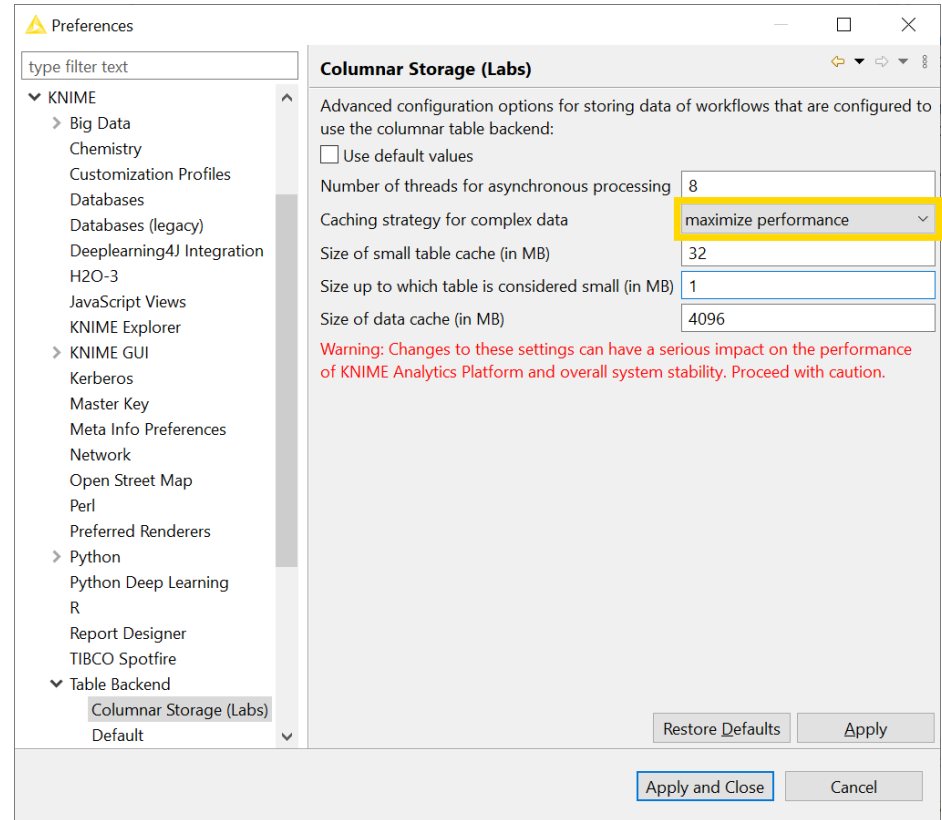 Preferences
type filter text
KNIME
Big Data
Chemistry
Customization Profiles
Databases
Databases (legacy)
Deeplearning4J Integration
H2O-3
JavaScript Views
KNIME Explorer
KNIME GUI
Kerberos
Master Key
Meta Info Preferences
Network
Open Street Map
Perl
Preferred Renderers
Python
Python Deep Learning
R
Report Designer
TIBCO Spotfire
Table Backend
Columnar Storage (Labs)
Default
Columnar Storage (Labs)
Advanced configuration options for storing data of workflows that are configured to
use the columnar table backend:
Use default values
Number of threads for asynchronous processing 8
Caching strategy for complex data maximize performance
Size of small table cache (in MB) 32
Size up to which table is considered small (in MB) 1
Size of data cache (in MB) 4096
Warning: Changes to these settings can have a serious impact on the performance
of KNIME Analytics Platform and overall system stability. Proceed with caution.
Restore Defaults Apply
Apply and Close Cancel